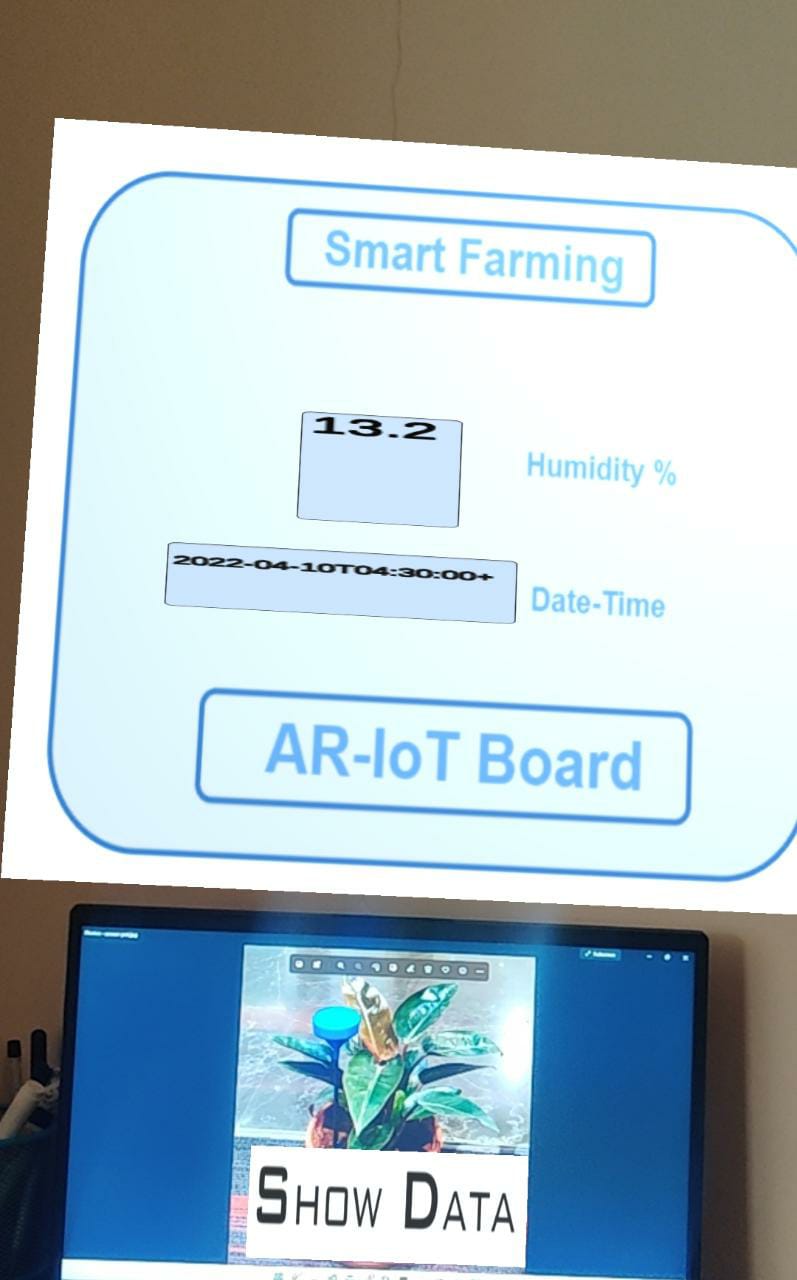 Smart Farming
13.2
Humidity %
2022-04-10T04:30:00+
Date-Time
AR-IoT Board
SHOW DATA